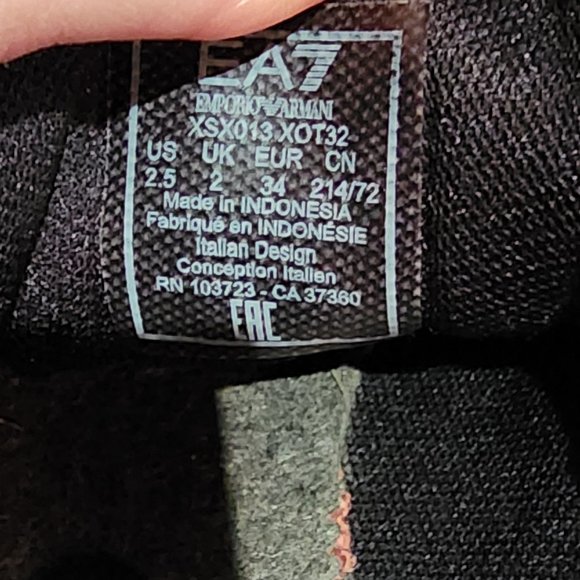 EA7
EMPORIO ARMANI
XSX013 XOT32
US UK EUR CN
2.5 2 34 214/72
Made in INDONESIA
Fabriqué en INDONÉSIE
Italian Design
Conception Italien
RN 103723 - CA 37360
EAC